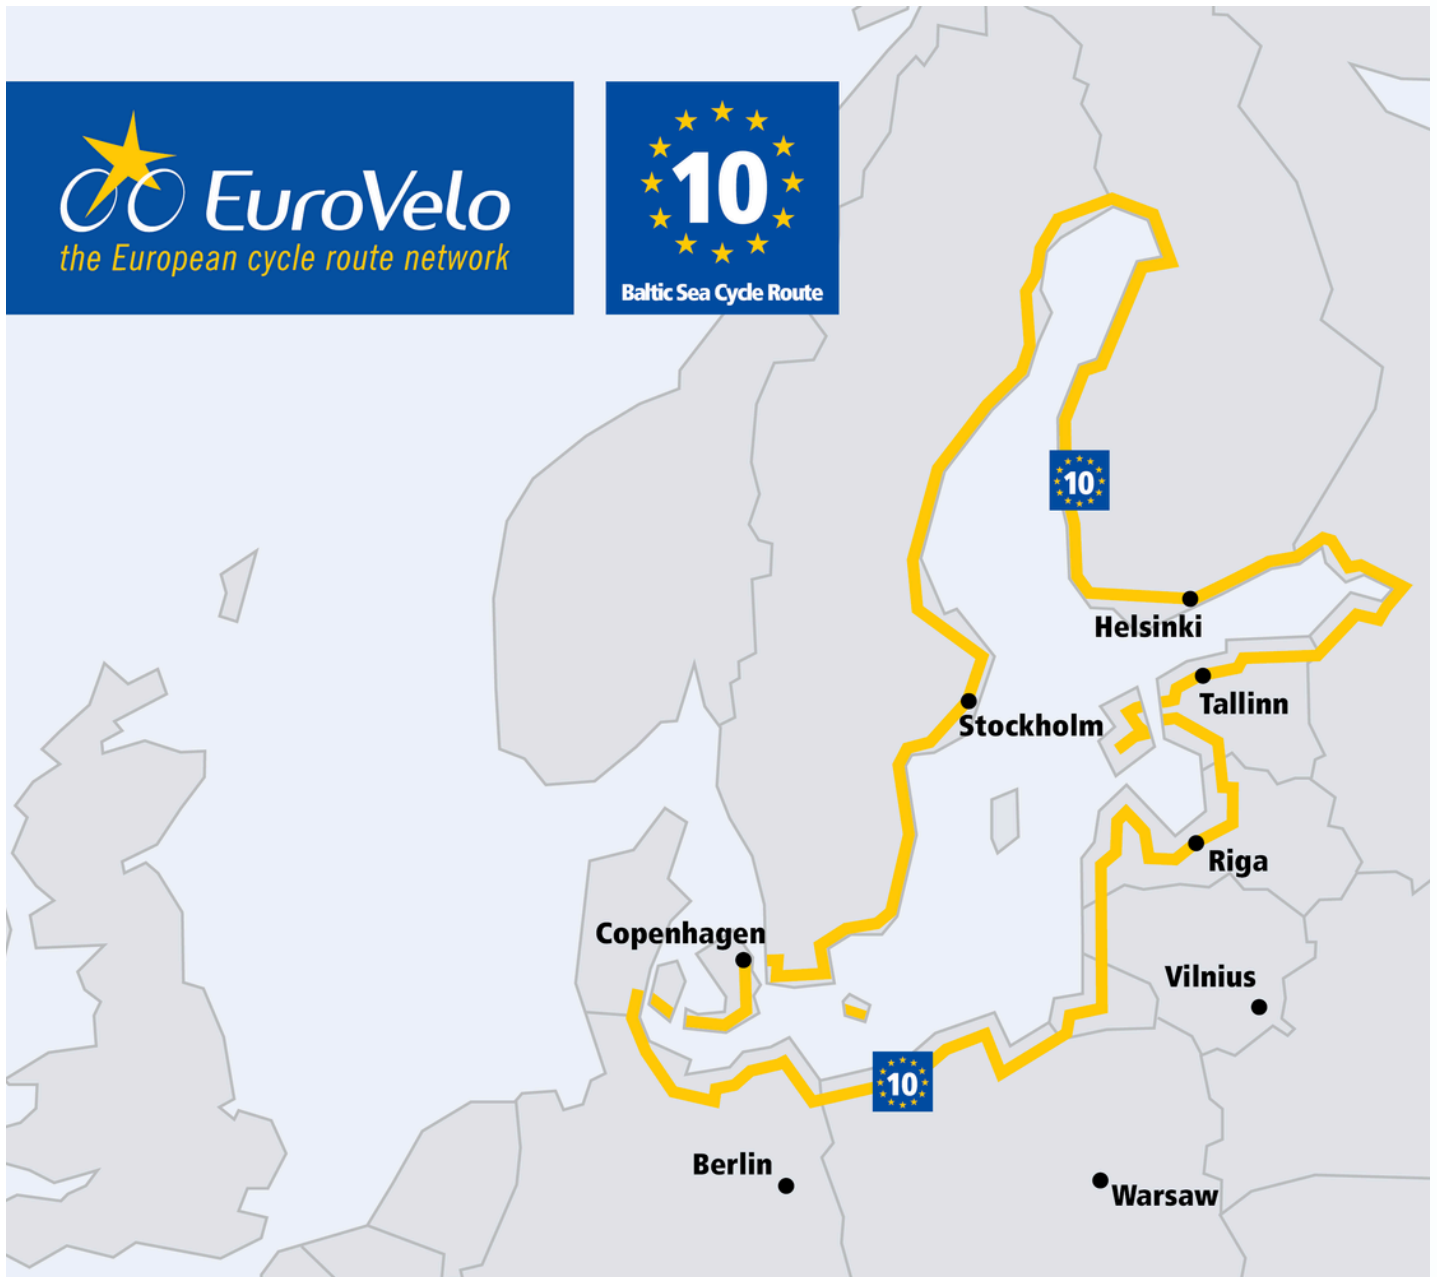 EuroVelo
the European cycle route network
10
Baltic Sea Cycle Route
10
Helsinki
Tallinn
Stockholm
Riga
Copenhagen
Vilnius
10
Berlin
Warsaw